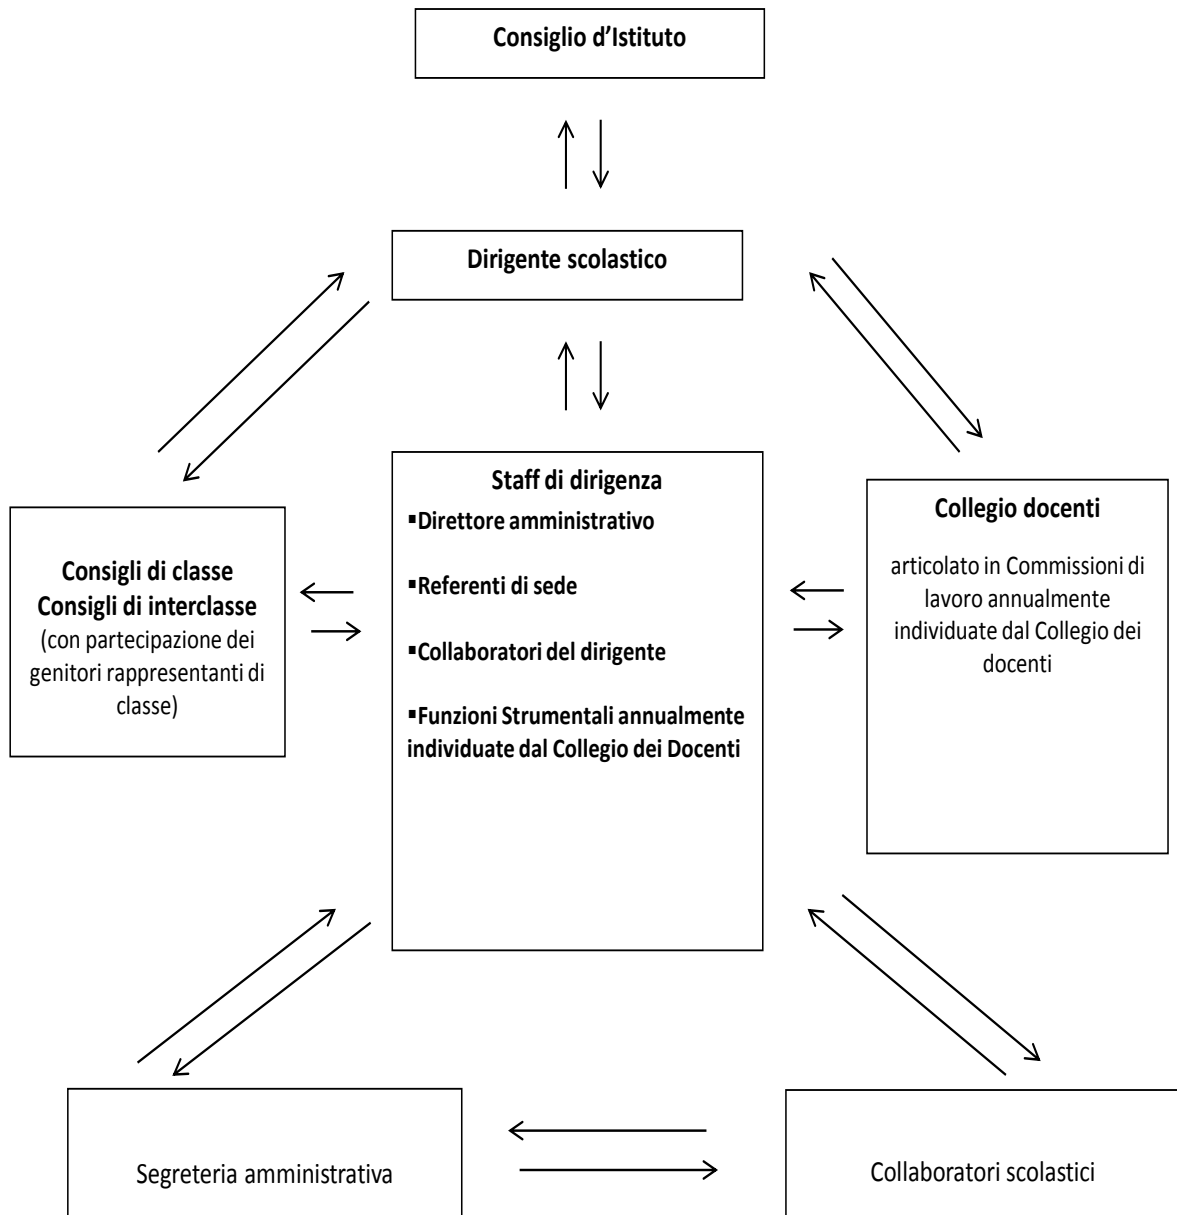 Consiglio d’Istituto
Dirigente scolastico
Staff di dirigenza
▪Direttore amministrativo
▪Referenti di sede
▪Collaboratori del dirigente
▪Funzioni Strumentali annualmente
individuate dal Collegio dei Docenti
Consigli di classe
Consigli di interclasse
(con partecipazione dei
genitori rappresentanti di
classe)
Collegio docenti
articolato in Commissioni di
lavoro annualmente
individuate dal Collegio dei
docenti
Segreteria amministrativa
Collaboratori scolastici